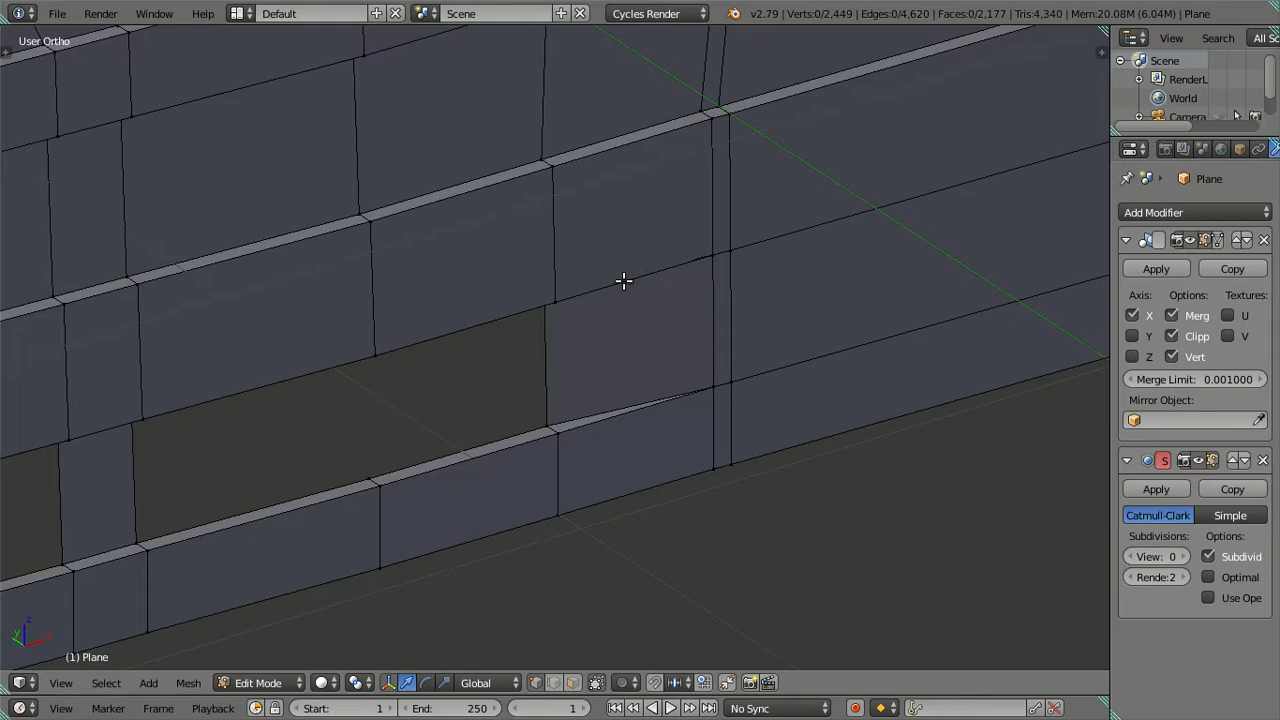 File Render Window Help Default Scene Cycles Render v2.79 | Verts:0/2,449 | Edges:0/4,620 | Faces:0/2,177 | Tris:4,340 | Mem:20.08M (6.04M) | Plane
User Ortho
View Search All Sc
Scene
RenderL
World
Camera
Plane
Add Modifier
Apply Copy
Axis: Options: Textures:
X Merg U
Y Clipp V
Z Vert
Merge Limit: 0.001000
Mirror Object:
S
Apply Copy
Catmull-Clark Simple
Subdivisions: Options:
View: 0 Subdivid
Rende:2 Optimal
Use Ope
z
y x
(1) Plane
View Select Add Mesh Edit Mode Global
View Marker Frame Playback Start: 1 End: 250 1 No Sync